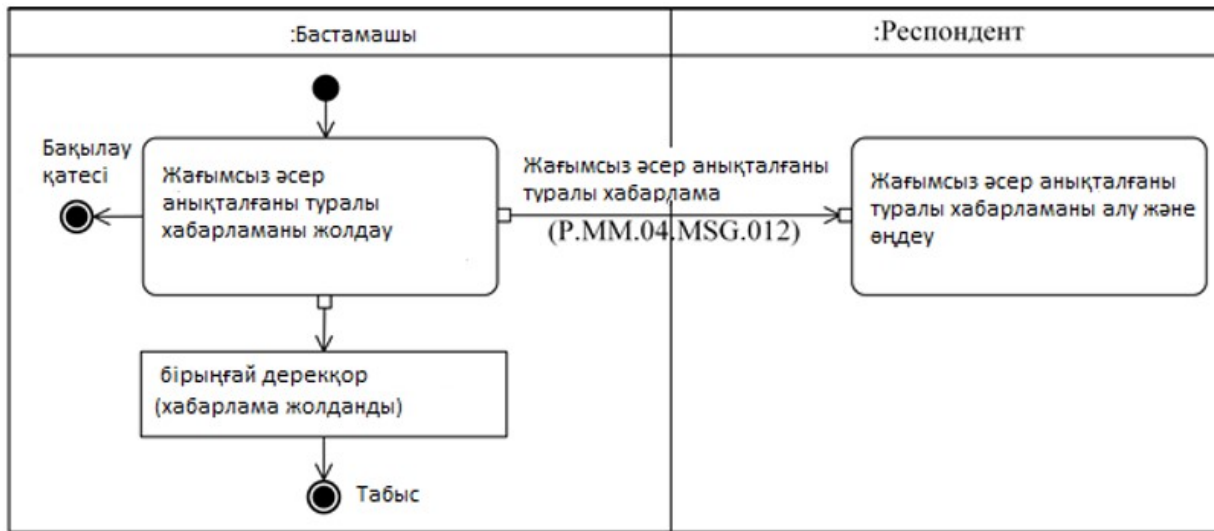 :Бастамашы
:Респондент
Бақылау
қатесі
Жағымсыз әсер
анықталғаны туралы
хабарламаны жолдау
Жағымсыз әсер анықталғаны
туралы хабарлама
(P.MM.04.MSG.012)
Жағымсыз әсер анықталғаны
туралы хабарламаны алу және
өңдеу
бірыңғай дерекқор
(хабарлама жолданды)
Табыс